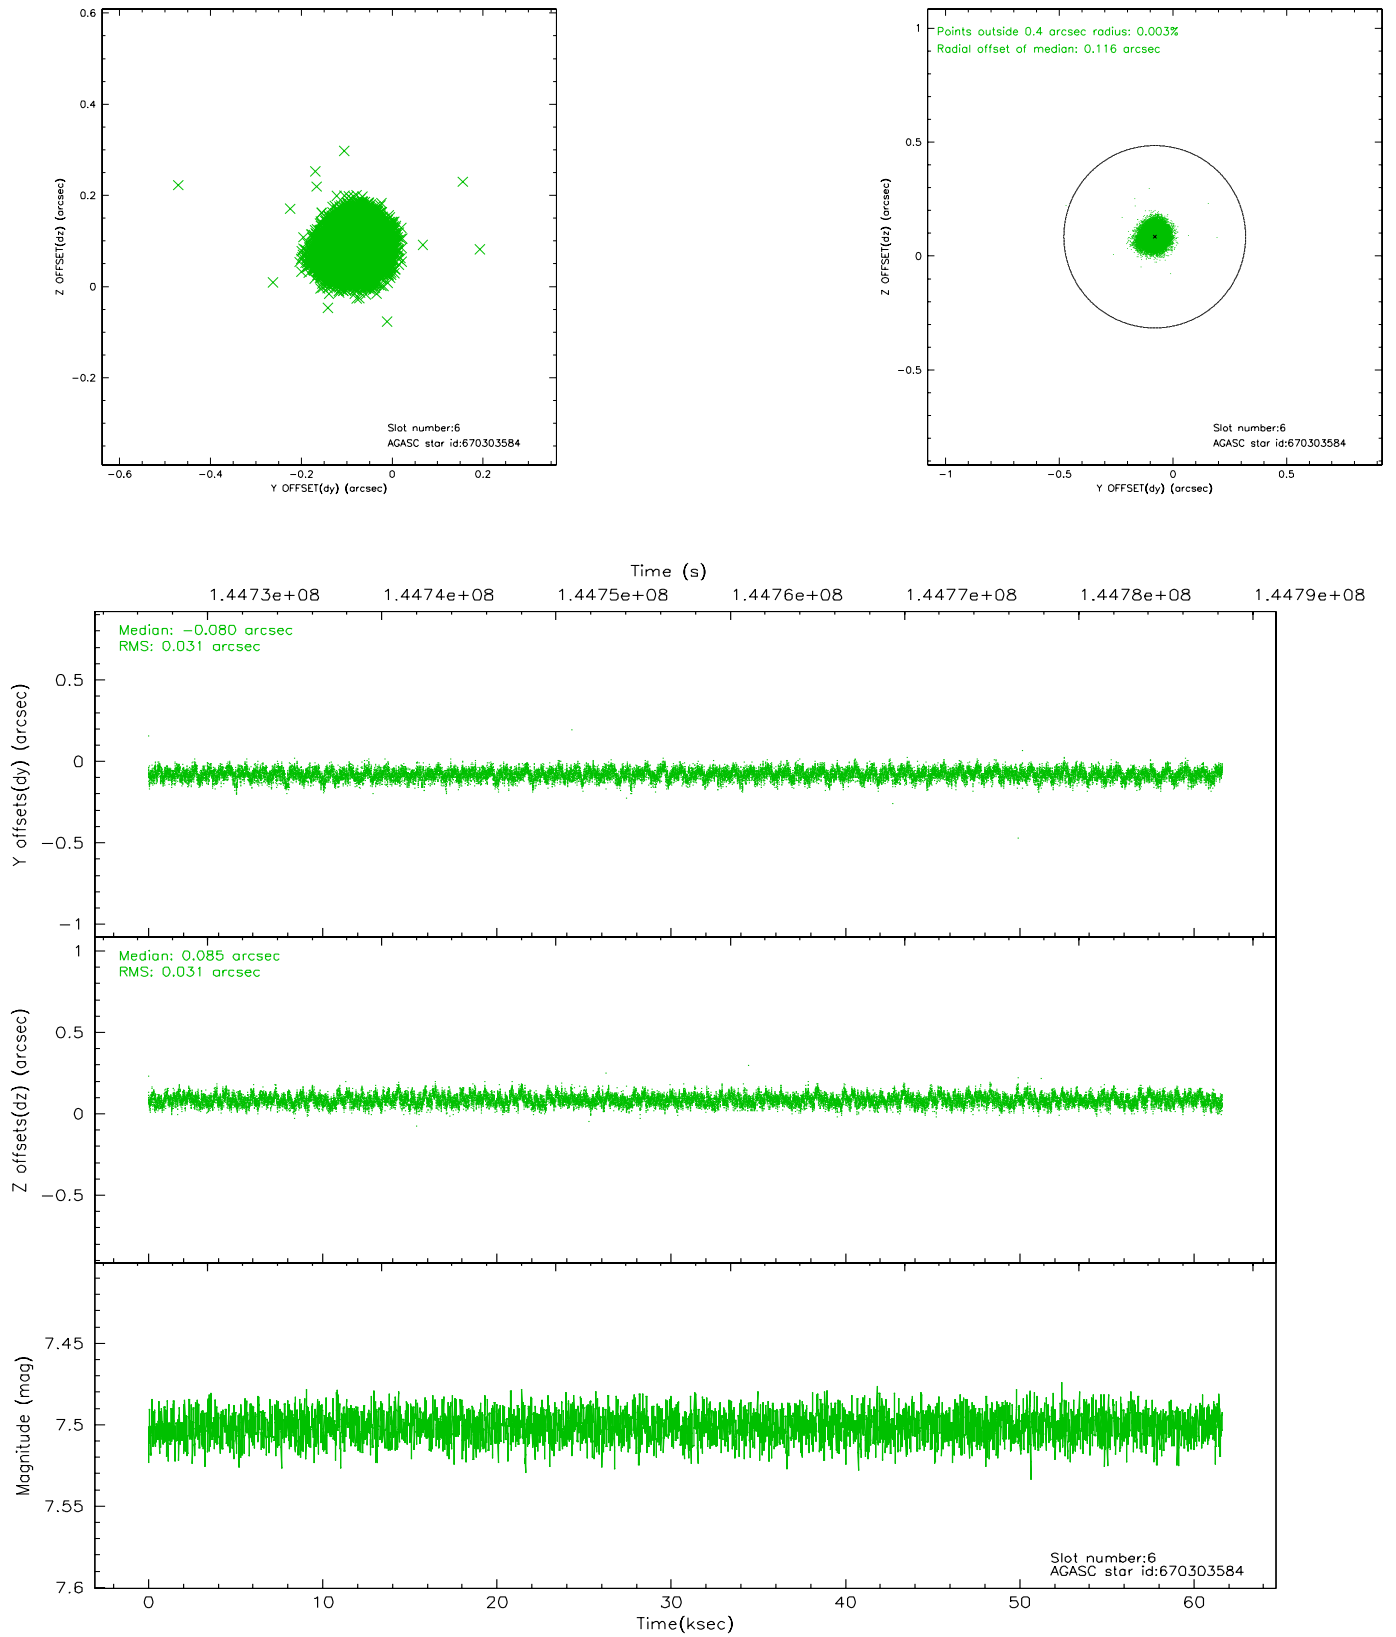 0.6
0.4
0.2
0
−0.2
Z OFFSET(dz) (arcsec)
Slot number:6
AGASC star id:670303584
−0.6 −0.4 −0.2 0 0.2
Y OFFSET(dy) (arcsec)
Points outside 0.4 arcsec radius: 0.003%
Radial offset of median: 0.116 arcsec
1
0.5
0
−0.5
Z OFFSET(dz) (arcsec)
Slot number:6
AGASC star id:670303584
−1 −0.5 0 0.5
Y OFFSET(dy) (arcsec)
Time (s)
1.4473e+08 1.4474e+08 1.4475e+08 1.4476e+08 1.4477e+08 1.4478e+08 1.4479e+08
Median: −0.080 arcsec
RMS: 0.031 arcsec
0.5
0
−0.5
−1
Y offsets(dy) (arcsec)
Median: 0.085 arcsec
RMS: 0.031 arcsec
1
0.5
0
−0.5
Z offsets(dz) (arcsec)
7.45
7.5
7.55
7.6
Magnitude (mag)
Slot number:6
AGASC star id:670303584
0 10 20 30 40 50 60
Time(ksec)